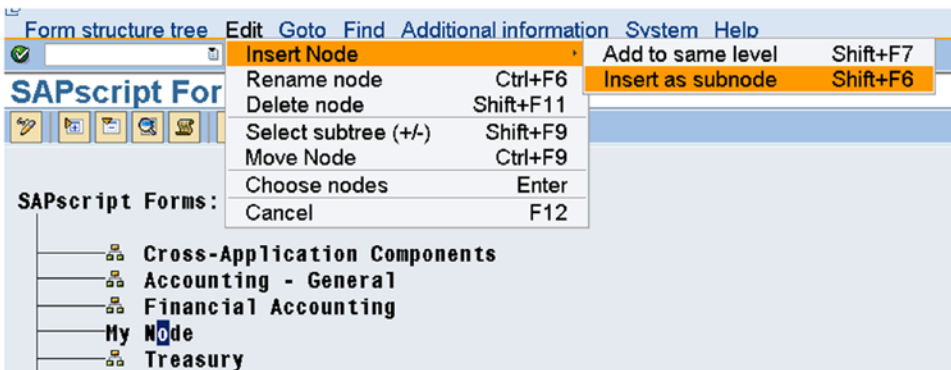 Form structure tree Edit Goto Find Additional information System Help
Insert Node Add to same level Shift+F7
SAPscript For Rename node Ctrl+F6 Insert as subnode Shift+F6
Delete node Shift+F11
Select subtree (+/-) Shift+F9
Move Node Ctrl+F9
Choose nodes Enter
SAPscript Forms: Cancel F12
Cross-Application Components
Accounting - General
Financial Accounting
My Node
Treasury